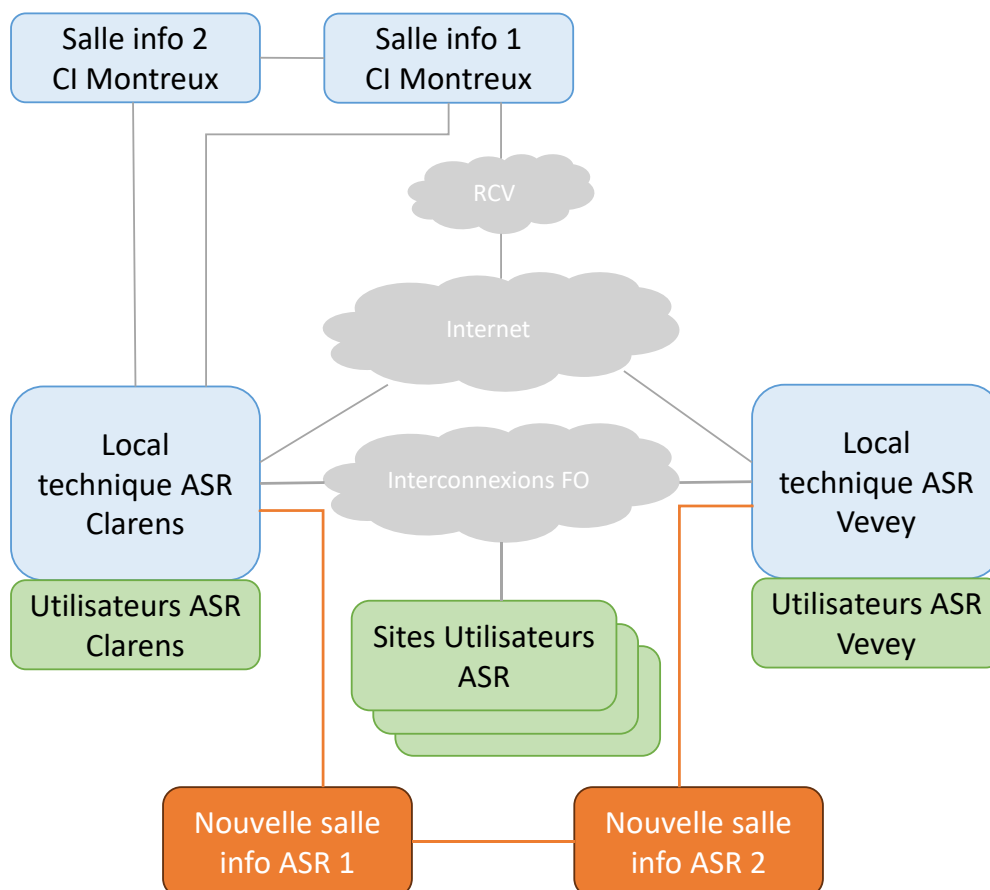 Salle info 2
CI Montreux
Salle info 1
CI Montreux
RCV
Internet
Local
technique ASR
Clarens
Interconnexions FO
Local
technique ASR
Vevey
Utilisateurs ASR
Clarens
Sites Utilisateurs
ASR
Utilisateurs ASR
Vevey
Nouvelle salle
info ASR 1
Nouvelle salle
info ASR 2